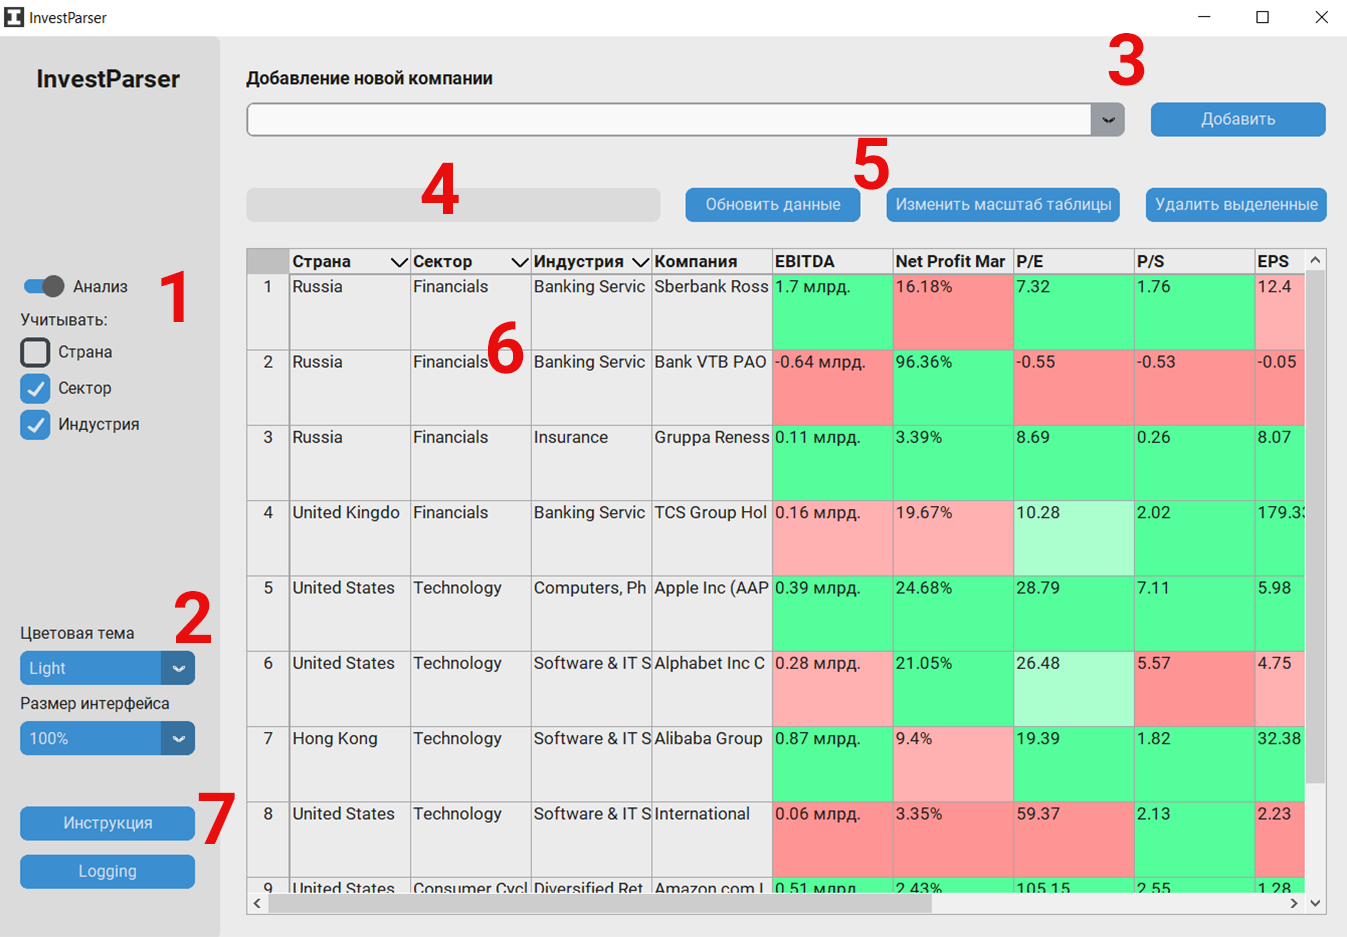 InvestParser
InvestParser
Добавление новой компании
3
Добавить
4
5
Обновить данные
Изменить масштаб таблицы
Удалить выделенные
Анализ
1
Учитывать:
Страна
Сектор
Индустрия
2
Цветовая тема
Light
Размер интерфейса
100%
7
Инструкция
Logging
Страна Сектор Индустрия Компания EBITDA Net Profit Mar P/E P/S EPS
1 Russia Financials Banking Servic Sberbank Ross 1.7 млрд. 16.18% 7.32 1.76 12.4
6
2 Russia Financials Banking Servic Bank VTB PAO -0.64 млрд. 96.36% -0.55 -0.53 -0.05
3 Russia Financials Insurance Gruppa Reness 0.11 млрд. 3.39% 8.69 0.26 8.07
4 United Kingdo Financials Banking Servic TCS Group Hol 0.16 млрд. 19.67% 10.28 2.02 179.33
5 United States Technology Computers, Ph Apple Inc (AAP 0.39 млрд. 24.68% 28.79 7.11 5.98
6 United States Technology Software & IT S Alphabet Inc C 0.28 млрд. 21.05% 26.48 5.57 4.75
7 Hong Kong Technology Software & IT S Alibaba Group 0.87 млрд. 9.4% 19.39 1.82 32.38
8 United States Technology Software & IT S International 0.06 млрд. 3.35% 59.37 2.13 2.23
9 United States Consumer Cycl Diversified Ret Amazon.com I 0.51 млрд. 2.43% 105.15 2.55 1.28